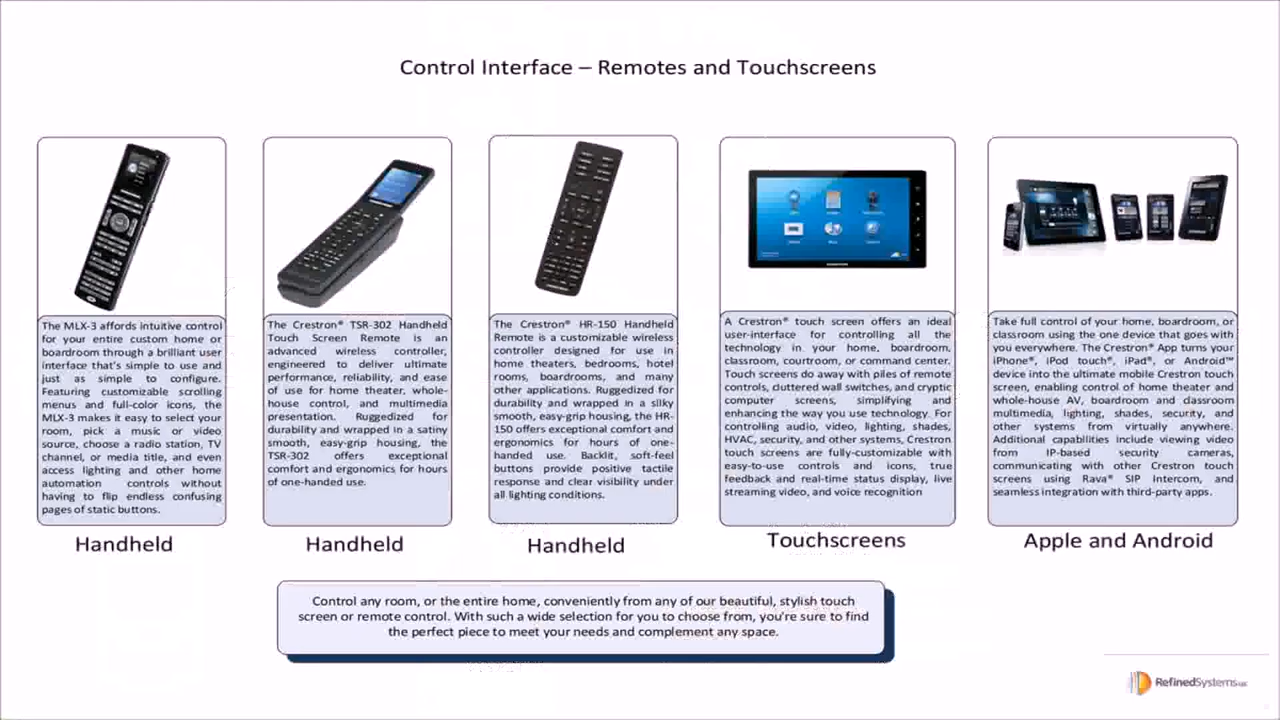 Control Interface – Remotes and Touchscreens
The MLX-3 affords intuitive control
for your entire custom home or
boardroom through a brilliant user
interface that's simple to use and
just as simple to configure.
Featuring customizable scrolling
menus and full-color icons, the
MLX-3 makes it easy to select your
room, pick a music or video
source, choose a radio station, TV
channel, or media title, and even
access lighting and other home
automation controls without
having to flip endless confusing
pages of static buttons.
Handheld
The Crestron® TSR-302 Handheld
Touch Screen Remote is an
advanced wireless controller,
engineered to deliver ultimate
performance, reliability, and ease
of use for home theater, whole-
house control, and multimedia
presentation. Ruggedized for
durability and wrapped in a satiny
smooth, easy-grip housing, the
TSR-302 offers exceptional
comfort and ergonomics for hours
of one-handed use.
Handheld
The Crestron® HR-150 Handheld
Remote is a customizable wireless
controller designed for use in
home theaters, bedrooms, hotel
rooms, boardrooms, and many
other applications. Ruggedized for
durability and wrapped in a silky
smooth, easy-grip housing, the HR-
150 offers exceptional comfort and
ergonomics for hours of one-
handed use. Backlit, soft-feel
buttons provide positive tactile
response and clear visibility under
all lighting conditions.
Handheld
A Crestron® touch screen offers an ideal
user-interface for controlling all the
technology in your home, boardroom,
classroom, courtroom, or command center.
Touch screens do away with piles of remote
controls, cluttered wall switches, and cryptic
computer screens, simplifying and
enhancing the way you use technology. For
controlling audio, video, lighting, shades,
HVAC, security, and other systems, Crestron
touch screens are fully-customizable with
easy-to-use controls and icons, true
feedback and real-time status display, live
streaming video, and voice recognition
Touchscreens
Take full control of your home, boardroom, or
classroom using the one device that goes with
you everywhere. The Crestron® App turns your
iPhone®, iPod touch®, iPad®, or Android™
device into the ultimate mobile Crestron touch
screen, enabling control of home theater and
whole-house AV, boardroom and classroom
multimedia, lighting, shades, security, and
other systems from virtually anywhere.
Additional capabilities include viewing video
from IP-based security cameras,
communicating with other Crestron touch
screens using Rava® SIP Intercom, and
seamless integration with third-party apps.
Apple and Android
Control any room, or the entire home, conveniently from any of our beautiful, stylish touch
screen or remote control. With such a wide selection for you to choose from, you're sure to find
the perfect piece to meet your needs and complement any space.
RefinedSystems